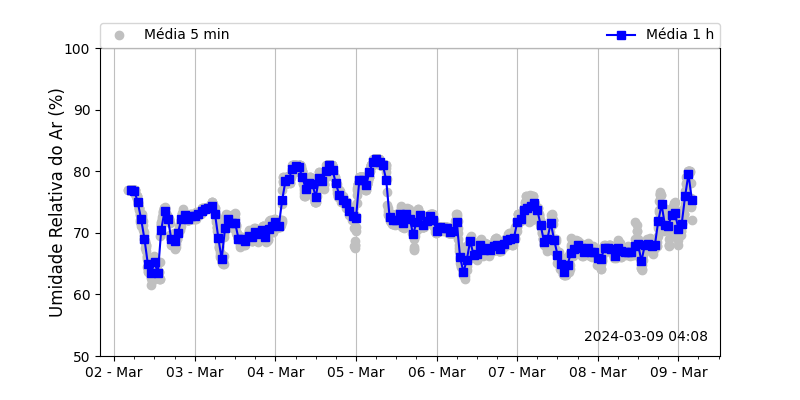 Média 5 min
Média 1 h
Umidade Relativa do Ar (%)
100
90
80
70
60
50
2024-03-09 04:08
02 - Mar
03 - Mar
04 - Mar
05 - Mar
06 - Mar
07 - Mar
08 - Mar
09 - Mar